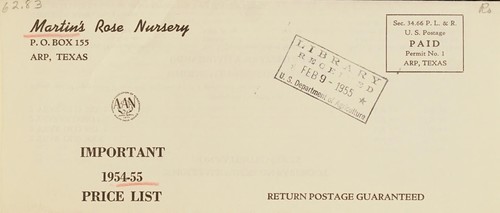 62.83
Rs
Martin's Rose Nursery
P. O. BOX 155
ARP, TEXAS
Sec. 34.66 P. L. & R.
U. S. Postage
PAID
Permit No. 1
ARP, TEXAS
LIBRARY
RECEIVED
FEB 9 - 1955 ★
U. S. Department of Agriculture
AAN
IMPORTANT
1954-55
PRICE LIST
RETURN POSTAGE GUARANTEED